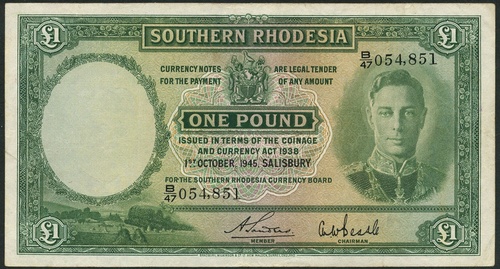 £1 SOUTHERN RHODESIA £1
CURRENCY NOTES ARE LEGAL TENDER
FOR THE PAYMENT OF ANY AMOUNT
B/47 054,851
ONE POUND
ISSUED IN TERMS OF THE COINAGE
AND CURRENCY ACT 1938
1ST OCTOBER, 1945, SALISBURY
FOR THE SOUTHERN RHODESIA CURRENCY BOARD
B/47 054,851
£1 MEMBER CHAIRMAN £1